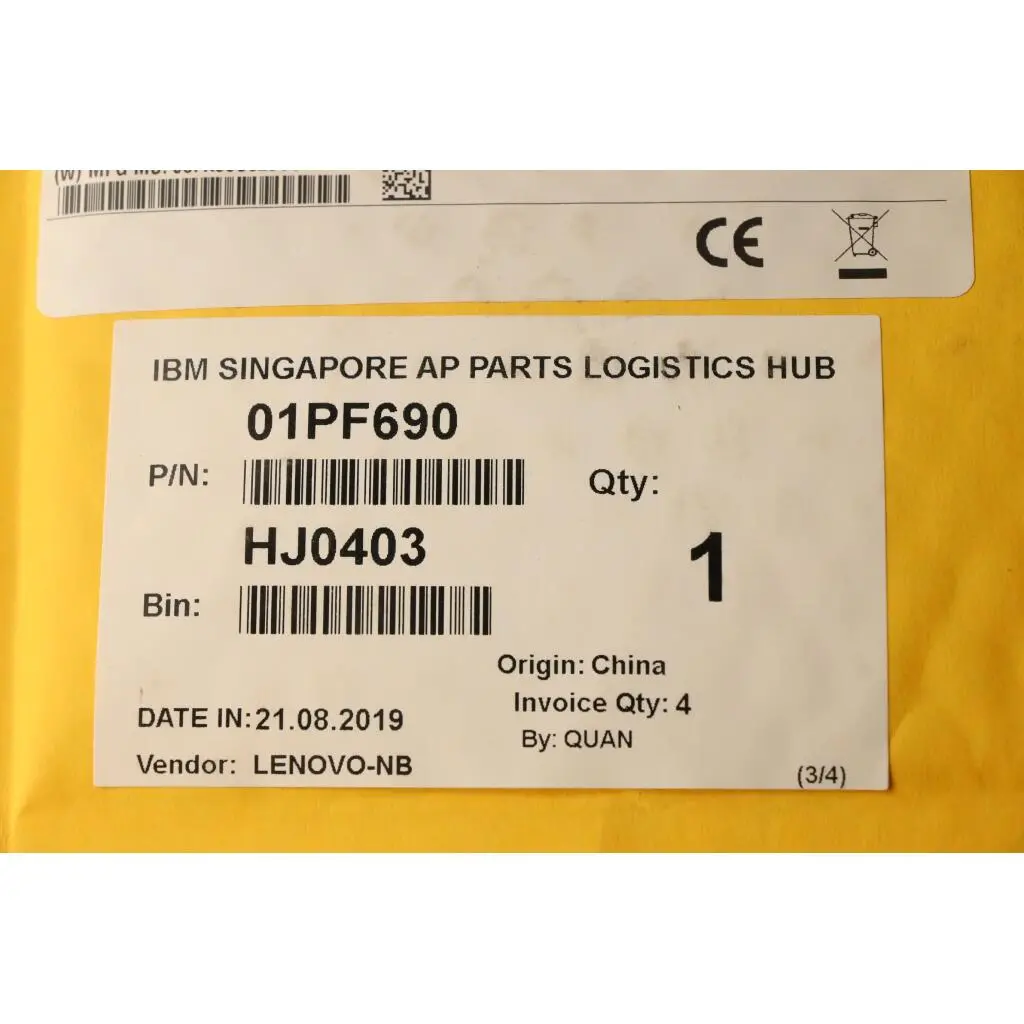 CE
IBM SINGAPORE AP PARTS LOGISTICS HUB
01PF690
P/N:
Qty:
HJ0403
1
Bin:
Origin: China
Invoice Qty: 4
DATE IN: 21.08.2019
By: QUAN
Vendor: LENOVO-NB
(3/4)